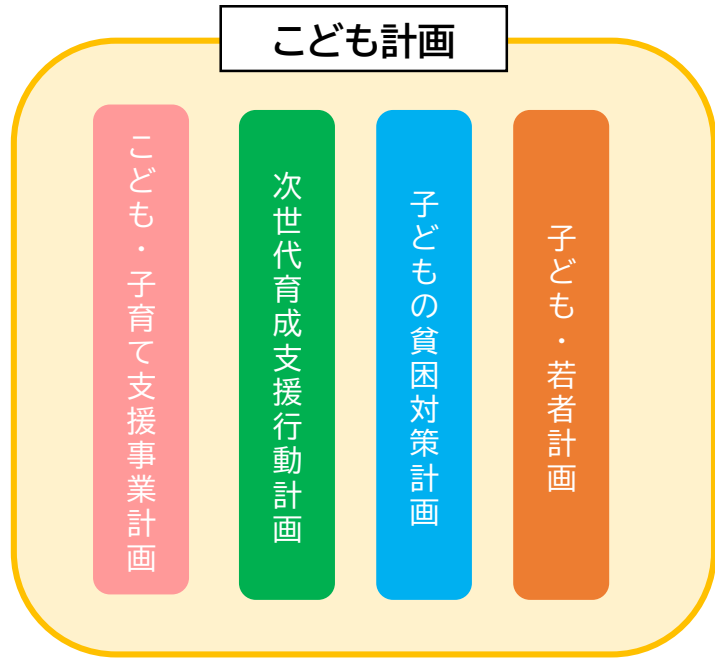 こども計画
こども・子育て支援事業計画
次世代育成支援行動計画
子どもの貧困対策計画
子ども・若者計画